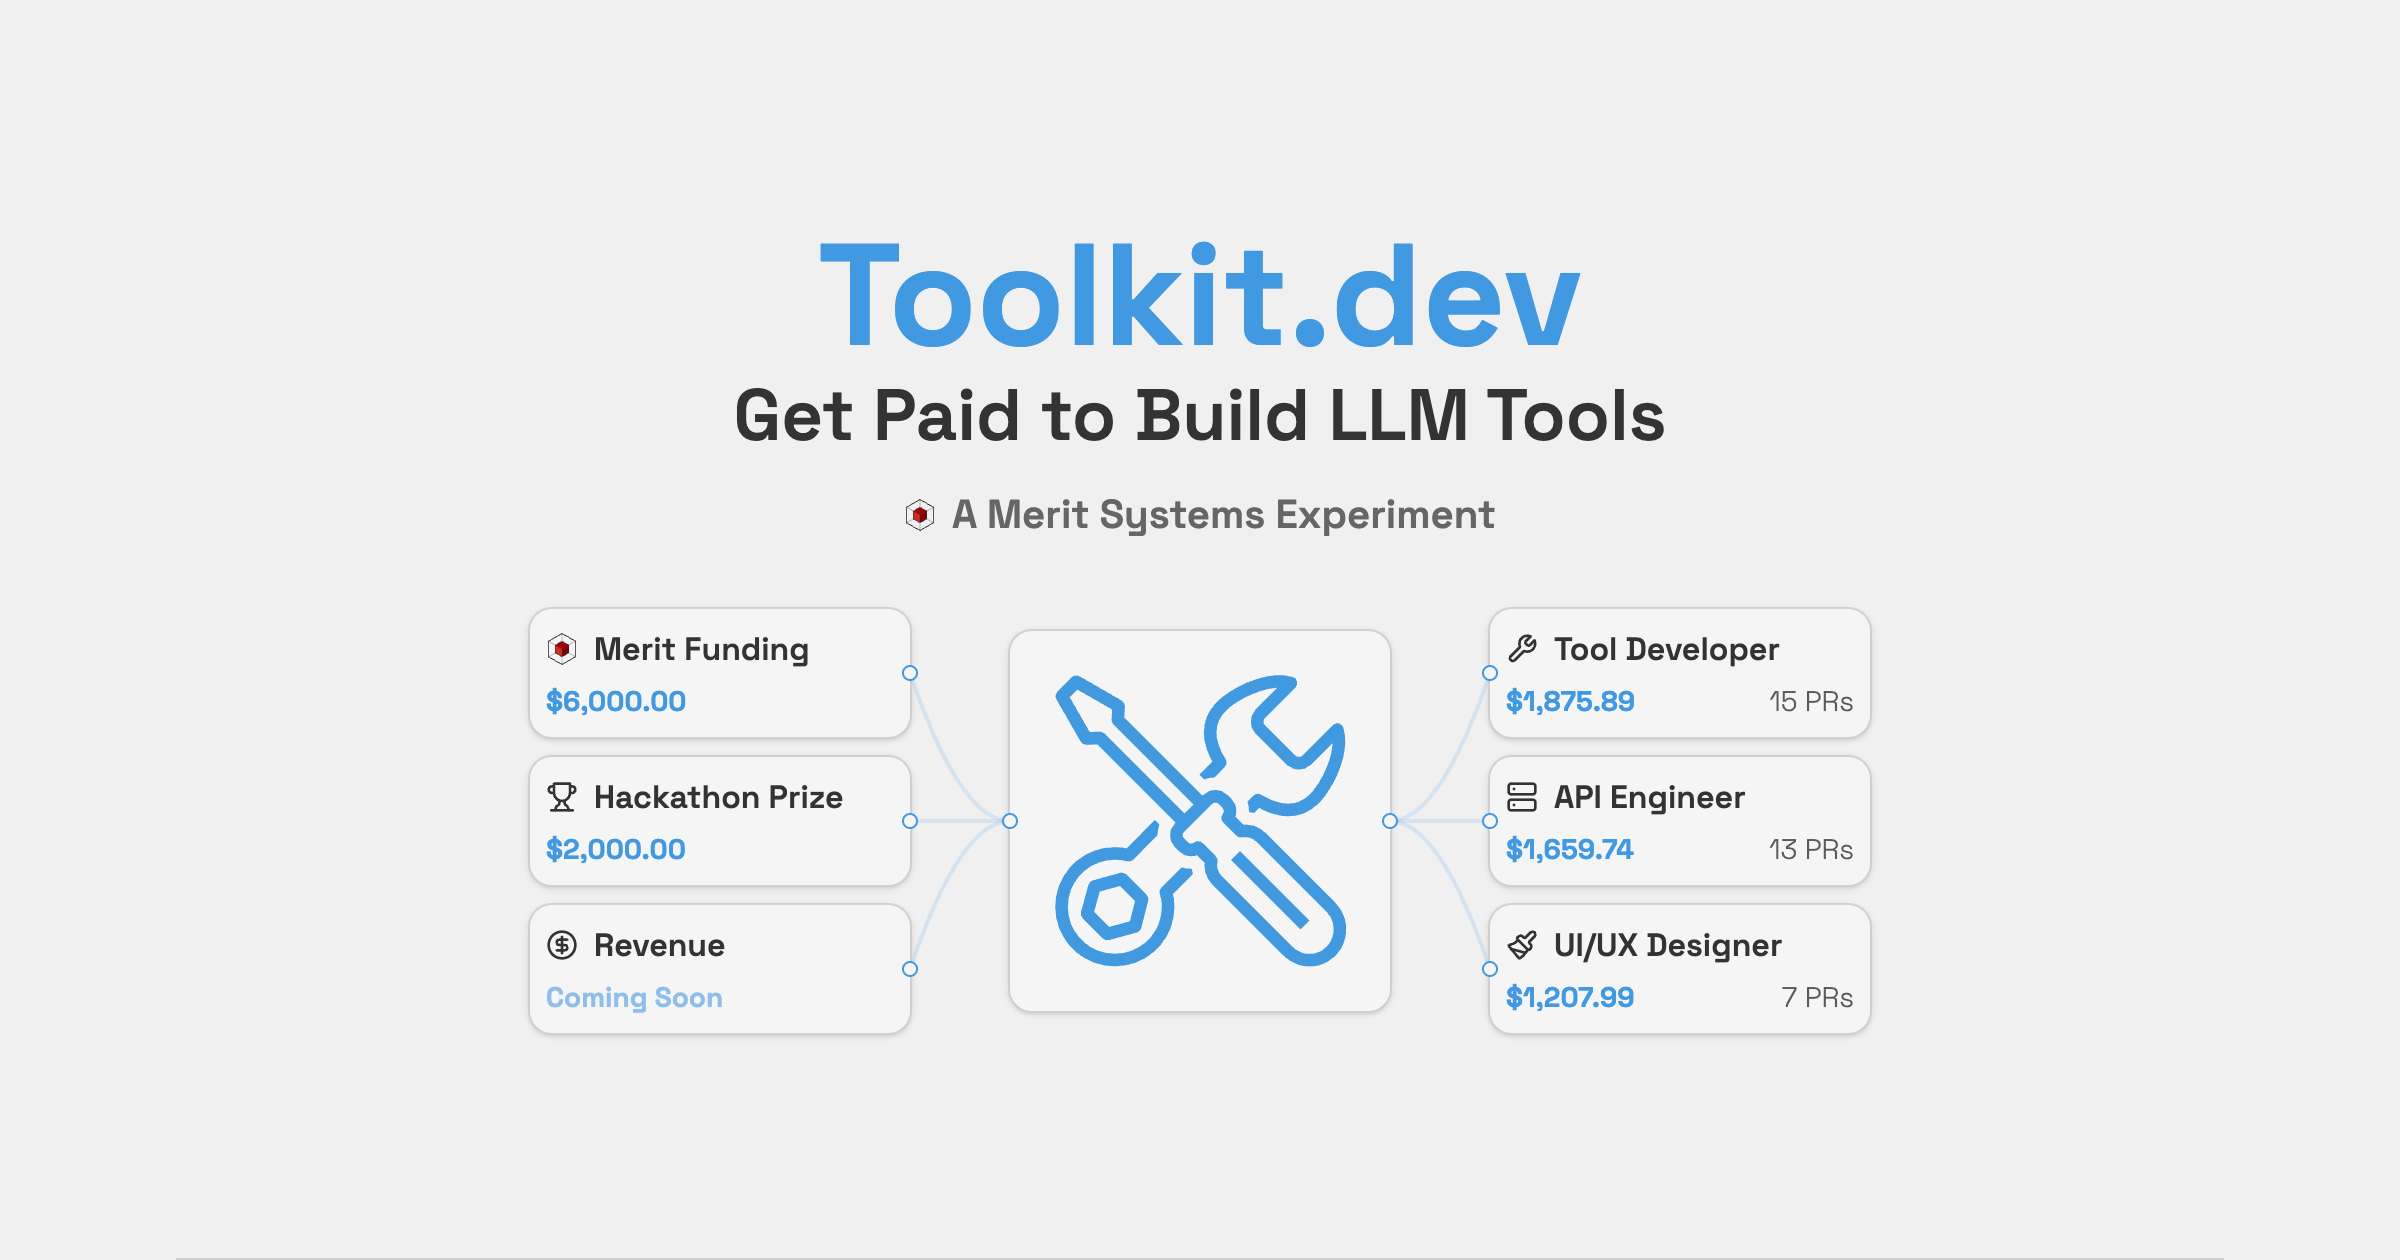 Toolkit.dev
Get Paid to Build LLM Tools
A Merit Systems Experiment
Merit Funding
$6,000.00
Hackathon Prize
$2,000.00
Revenue
Coming Soon
Tool Developer
$1,875.89 15 PRs
API Engineer
$1,659.74 13 PRs
UI/UX Designer
$1,207.99 7 PRs